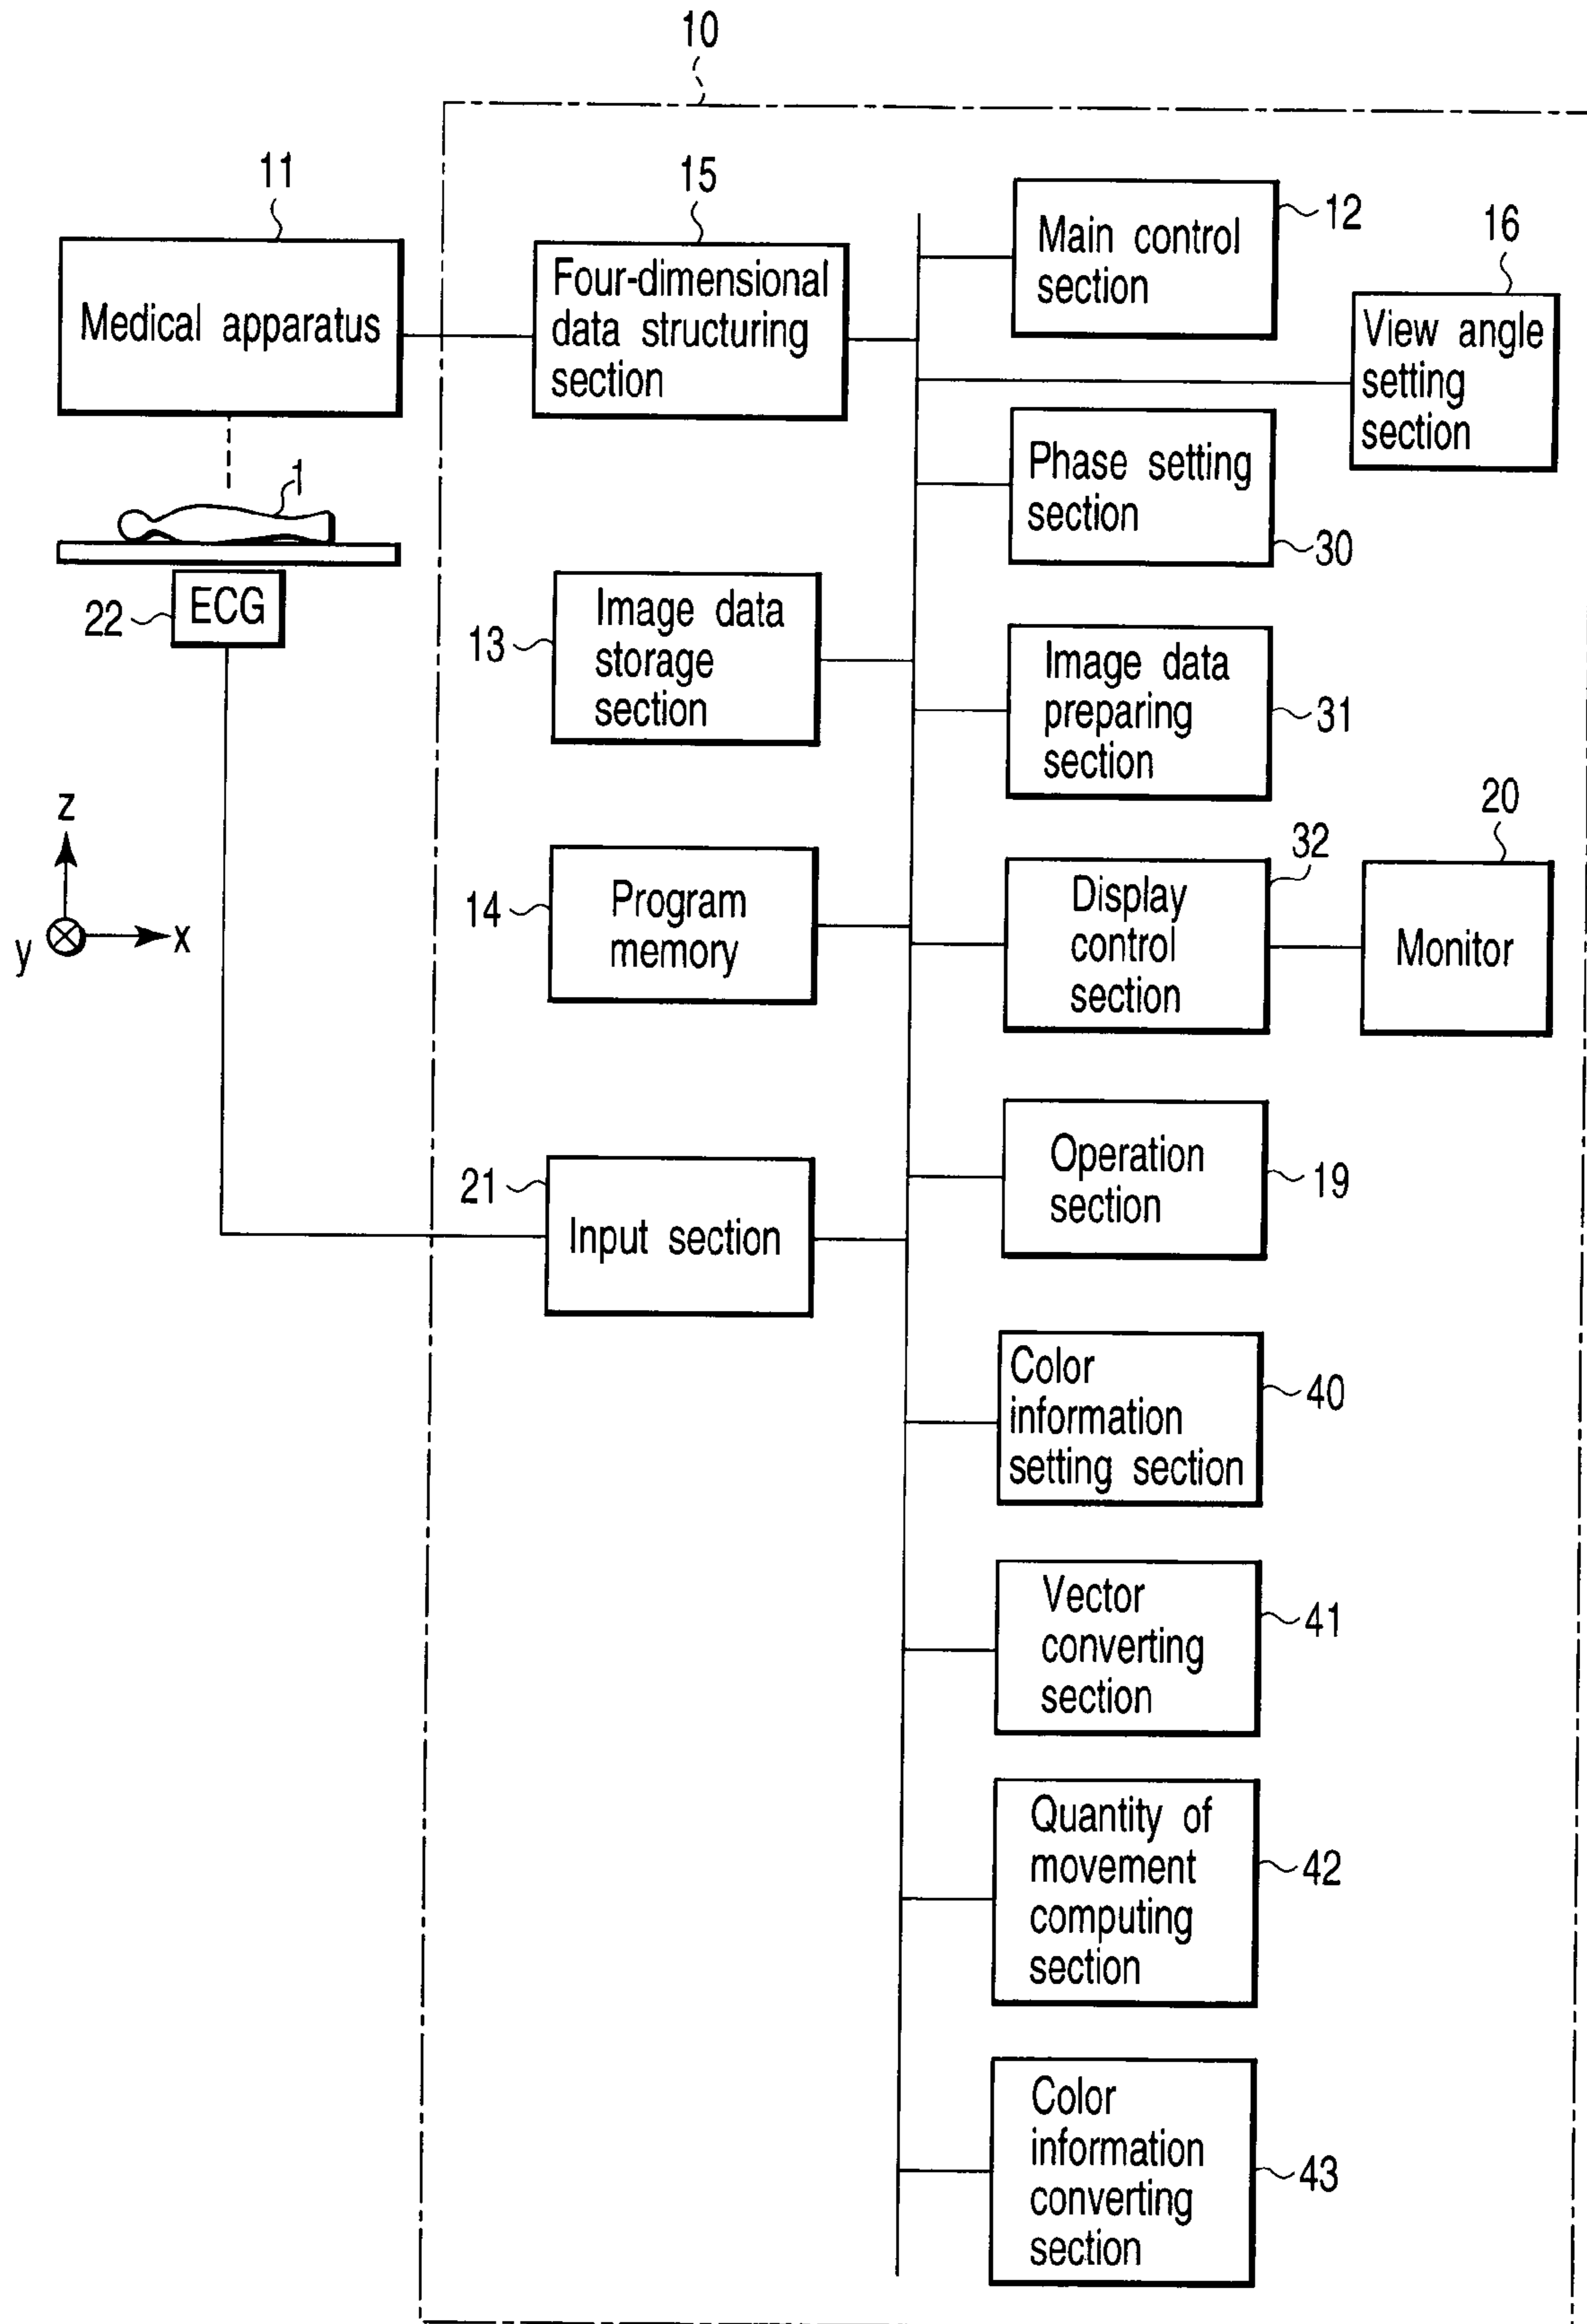 10
11
Medical apparatus
15
Four-dimensional
data structuring
section
Main control
section
12
16
View angle
setting
section
1
ECG
22
Phase setting
section
30
13
Image data
storage
section
Image data
preparing
section
31
z
y
x
14
Program
memory
32
Display
control
section
20
Monitor
21
Input section
Operation
section
19
Color
information
setting section
40
Vector
converting
section
41
Quantity of
movement
computing
section
42
Color
information
converting
section
43